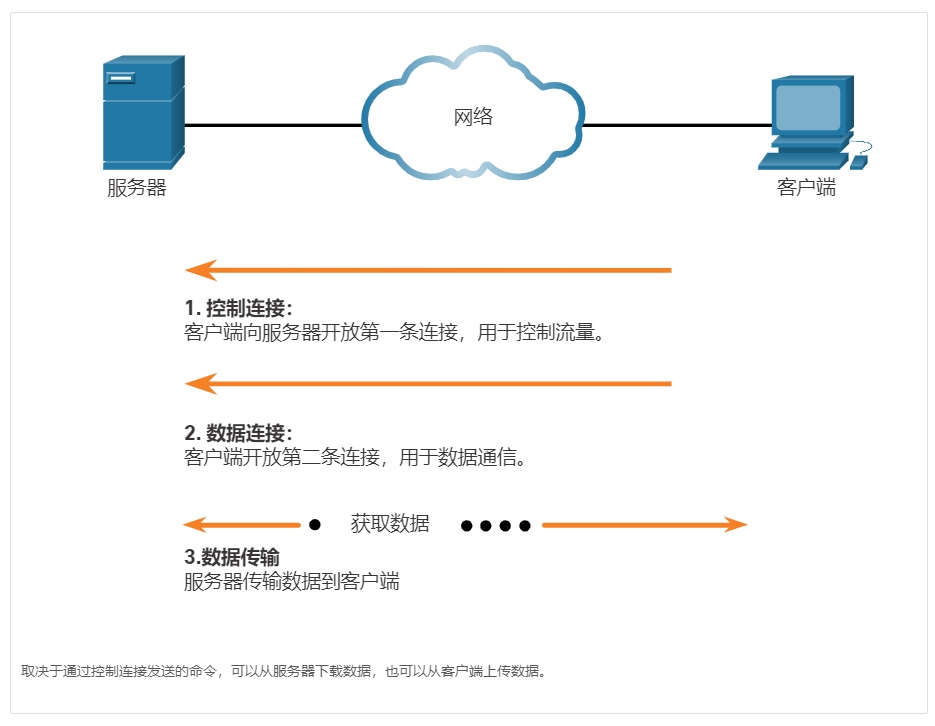 网络
服务器
客户端
1. 控制连接：
客户端向服务器开放第一条连接，用于控制流量。
2. 数据连接：
客户端开放第二条连接，用于数据通信。
获取数据
3.数据传输
服务器传输数据到客户端
取决于通过控制连接发送的命令，可以从服务器下载数据，也可以从客户端上传数据。